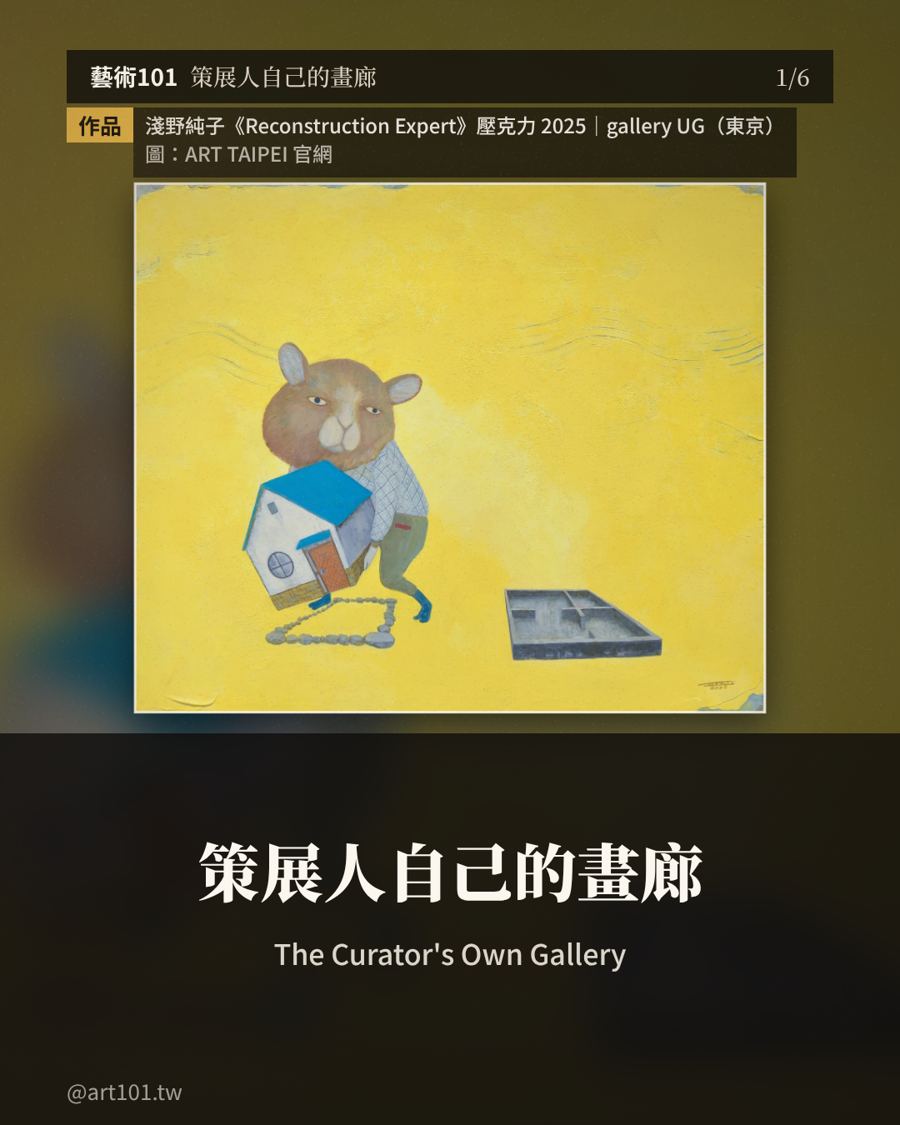 藝術101 策展人自己的畫廊 1/6
作品 淺野純子《Reconstruction Expert》壓克力 2025｜gallery UG（東京）
圖：ART TAIPEI 官網
策展人自己的畫廊
The Curator's Own Gallery
@art101.tw